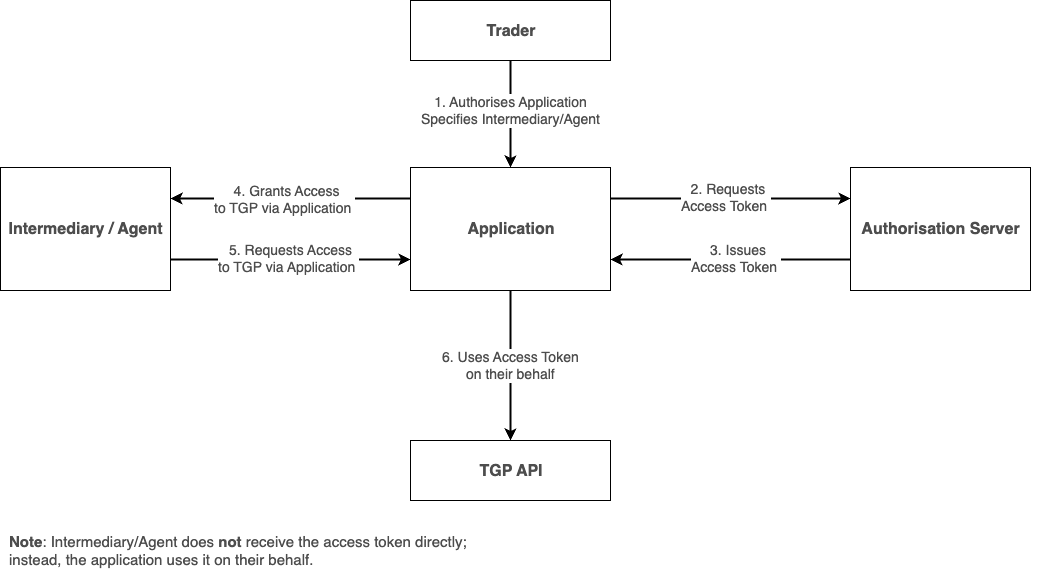 Trader
1. Authorises Application
Specifies Intermediary/Agent
Intermediary / Agent
4. Grants Access
to TGP via Application
5. Requests Access
to TGP via Application
Application
2. Requests
Access Token
3. Issues
Access Token
Authorisation Server
6. Uses Access Token
on their behalf
TGP API
Note: Intermediary/Agent does not receive the access token directly;
instead, the application uses it on their behalf.